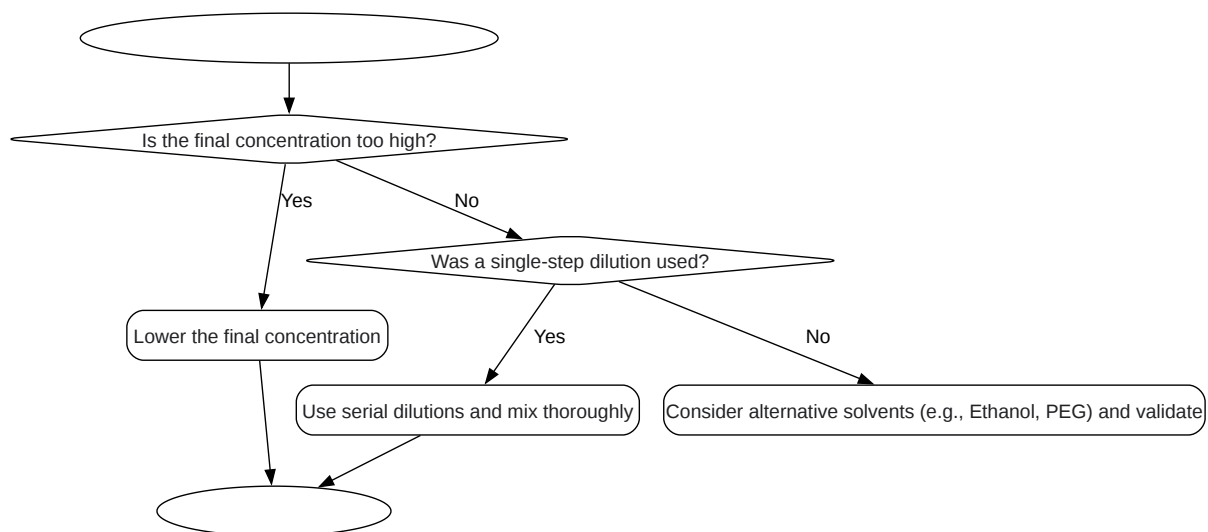 Is the final concentration too high?
Yes
No
Was a single-step dilution used?
Lower the final concentration
Yes
No
Use serial dilutions and mix thoroughly
Consider alternative solvents (e.g., Ethanol, PEG) and validate